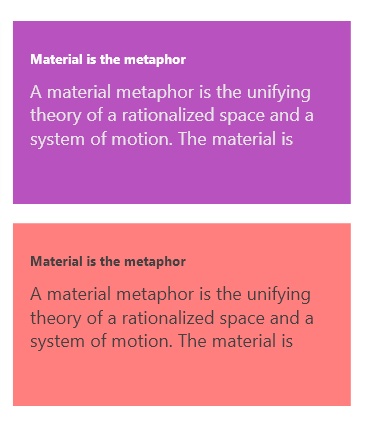 Material is the metaphor
A material metaphor is the unifying
theory of a rationalized space and a
system of motion. The material is
Material is the metaphor
A material metaphor is the unifying
theory of a rationalized space and a
system of motion. The material is